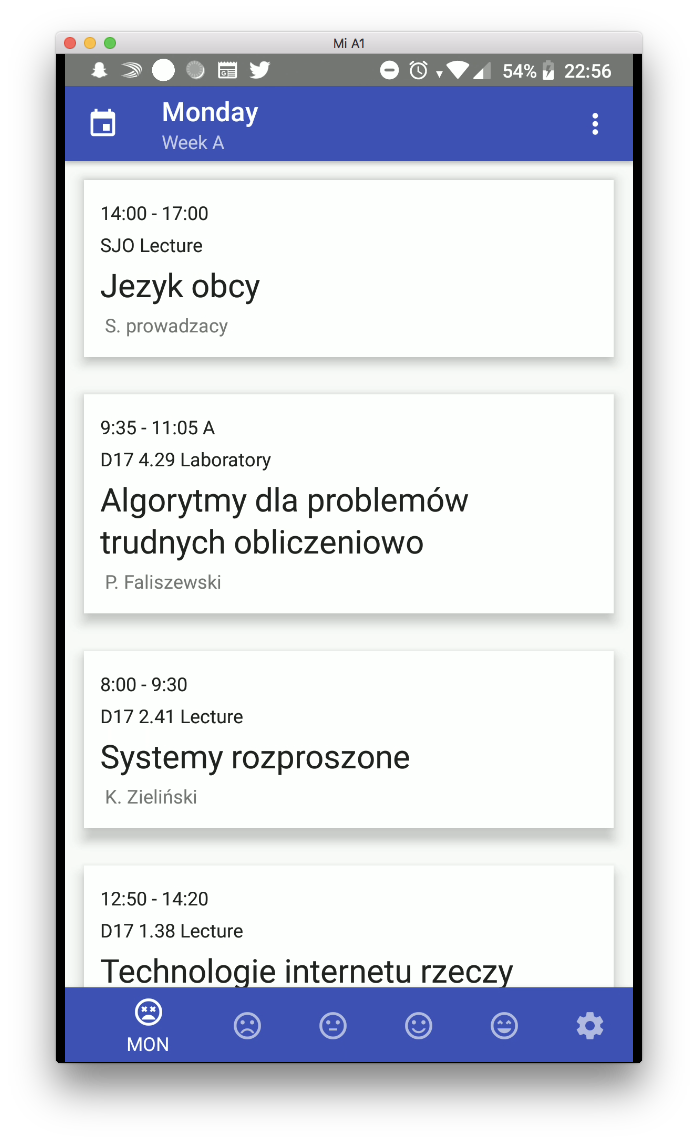 Mi A1
54% 22:56
Monday
Week A
14:00 - 17:00
SJO Lecture
Jezyk obcy
S. prowadzacy
9:35 - 11:05 A
D17 4.29 Laboratory
Algorytmy dla problemów
trudnych obliczeniowo
P. Faliszewski
8:00 - 9:30
D17 2.41 Lecture
Systemy rozproszone
K. Zieliński
12:50 - 14:20
D17 1.38 Lecture
Technologie internetu rzeczy
MON